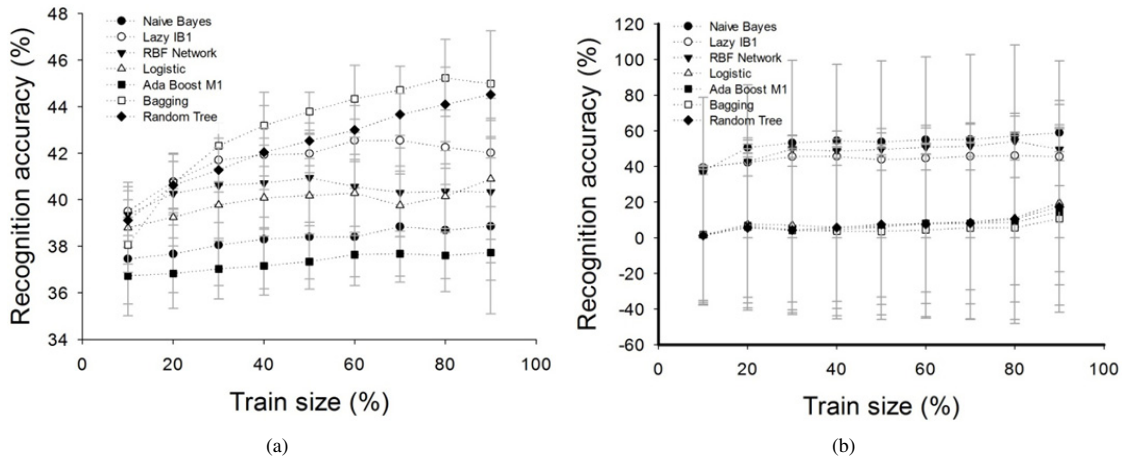 Naive Bayes
Lazy IB1
RBF Network
Logistic
Ada Boost M1
Bagging
Random Tree
Recognition accuracy (%)
48
46
44
42
40
38
36
34
0 20 40 60 80 100
Train size (%)
(a)
Naive Bayes
Lazy IB1
RBF Network
Logistic
Ada Boost M1
Bagging
Random Tree
Recognition accuracy (%)
120
100
80
60
40
20
0
-20
-40
-60
0 20 40 60 80 100
Train size (%)
(b)